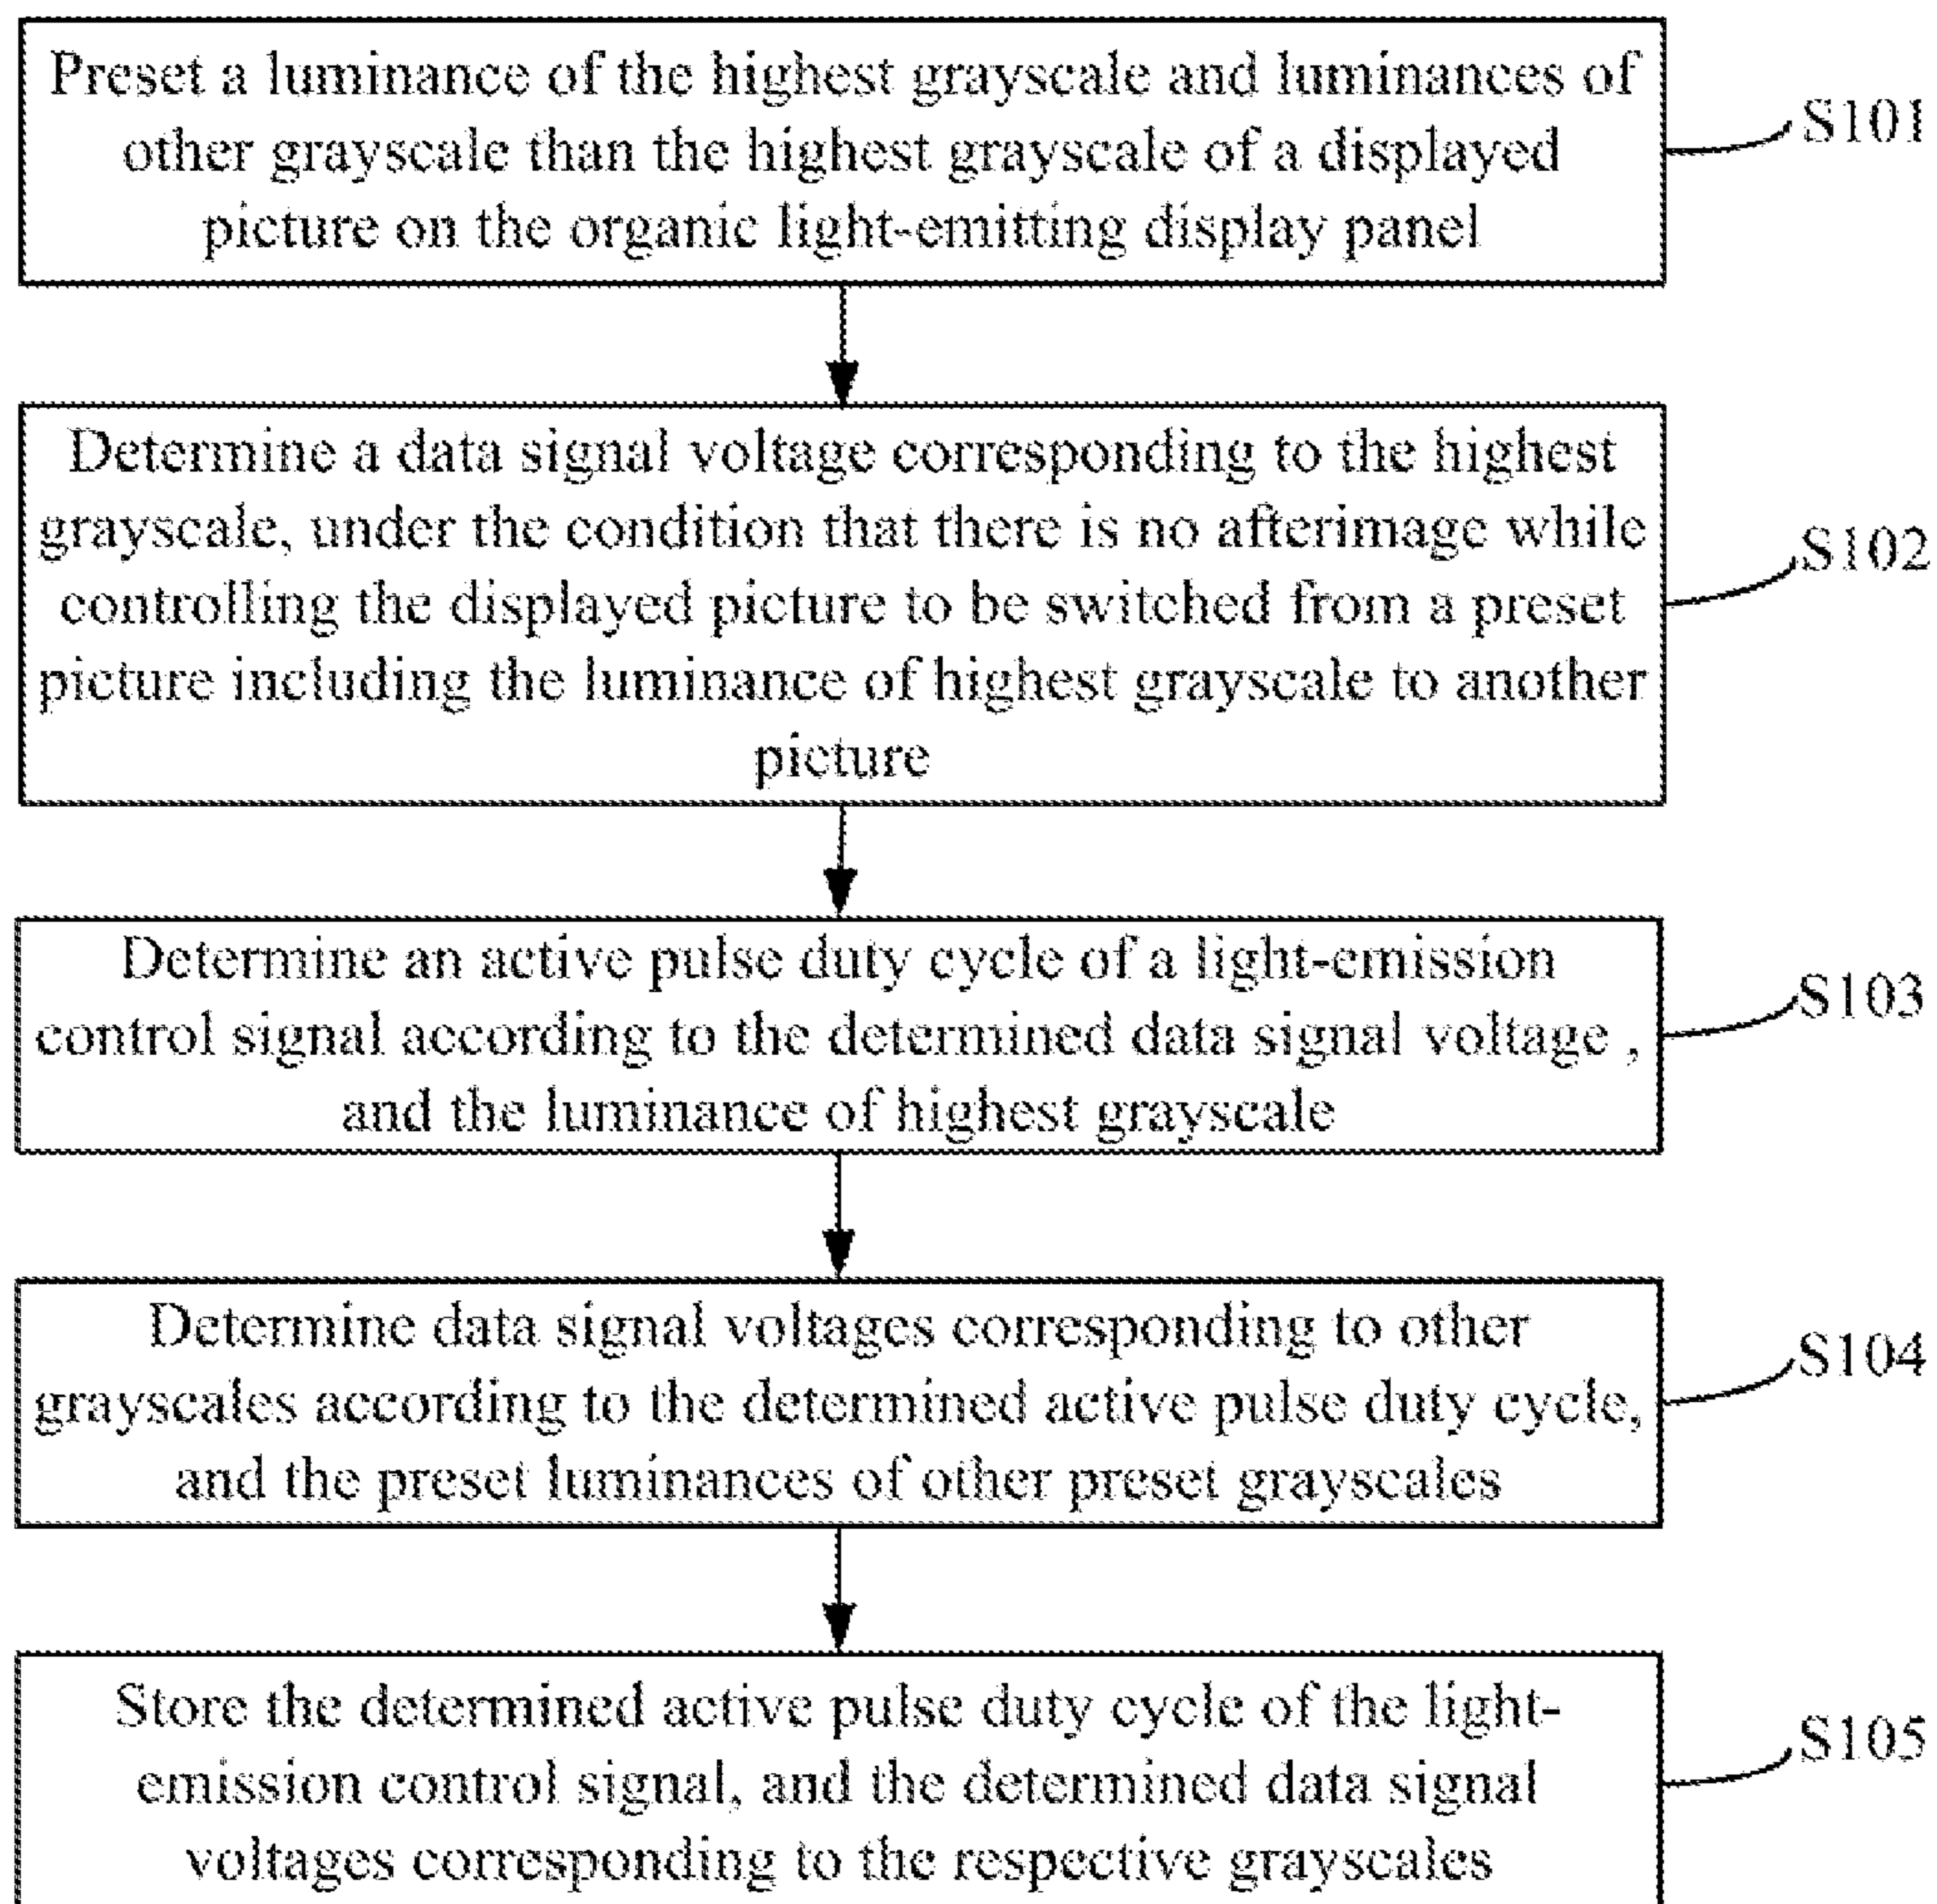 Preset a luminance of the highest grayscale and luminances of
other grayscale than the highest grayscale of a displayed
picture on the organic light-emitting display panel
S101
Determine a data signal voltage corresponding to the highest
grayscale, under the condition that there is no afterimage while
controlling the displayed picture to be switched from a preset
picture including the luminance of highest grayscale to another
picture
S102
Determine an active pulse duty cycle of a light-emission
control signal according to the determined data signal voltage ,
and the luminance of highest grayscale
S103
Determine data signal voltages corresponding to other
grayscales according to the determined active pulse duty cycle,
and the preset luminances of other preset grayscales
S104
Store the determined active pulse duty cycle of the light-
emission control signal, and the determined data signal
voltages corresponding to the respective grayscales
S105